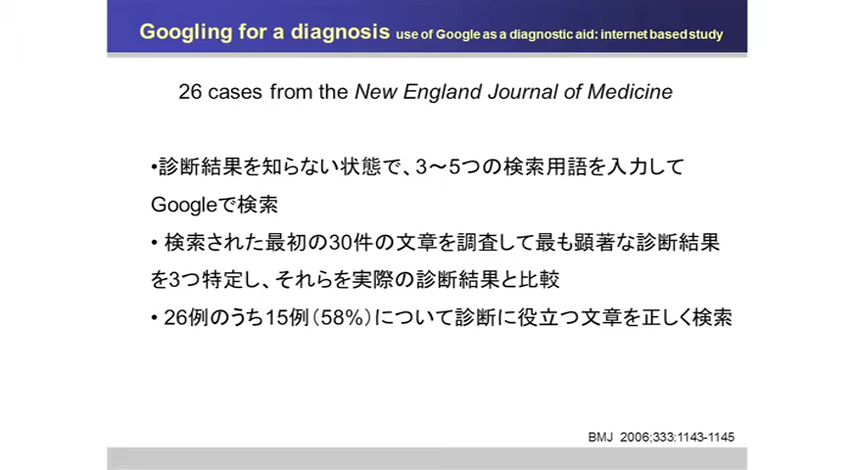 Googling for a diagnosis use of Google as a diagnostic aid: internet based study
26 cases from the New England Journal of Medicine
•診断結果を知らない状態で、3～5つの検索用語を入力して
Googleで検索
• 検索された最初の30件の文章を調査して最も顕著な診断結果
を3つ特定し、それらを実際の診断結果と比較
• 26例のうち15例（58%）について診断に役立つ文章を正しく検索
BMJ 2006;333:1143-1145